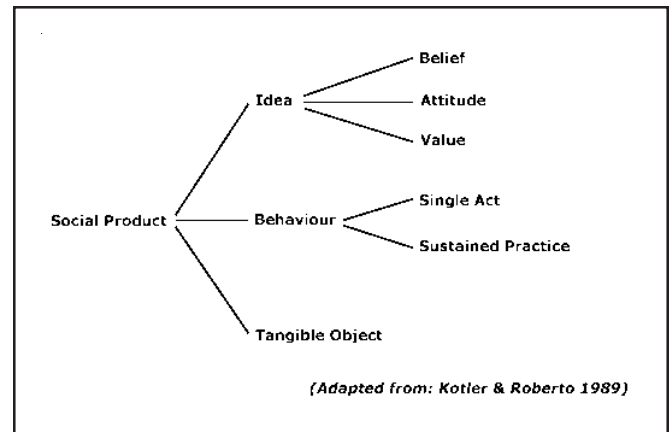 Belief
Idea
Attitude
Value
Single Act
Social Product
Behaviour
Sustained Practice
Tangible Object
(Adapted from: Kotler & Roberto 1989)